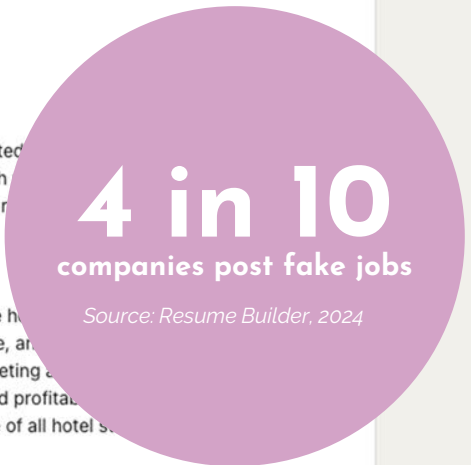 4 in 10
companies post fake jobs
Source: Resume Builder, 2024
d
of all hotel